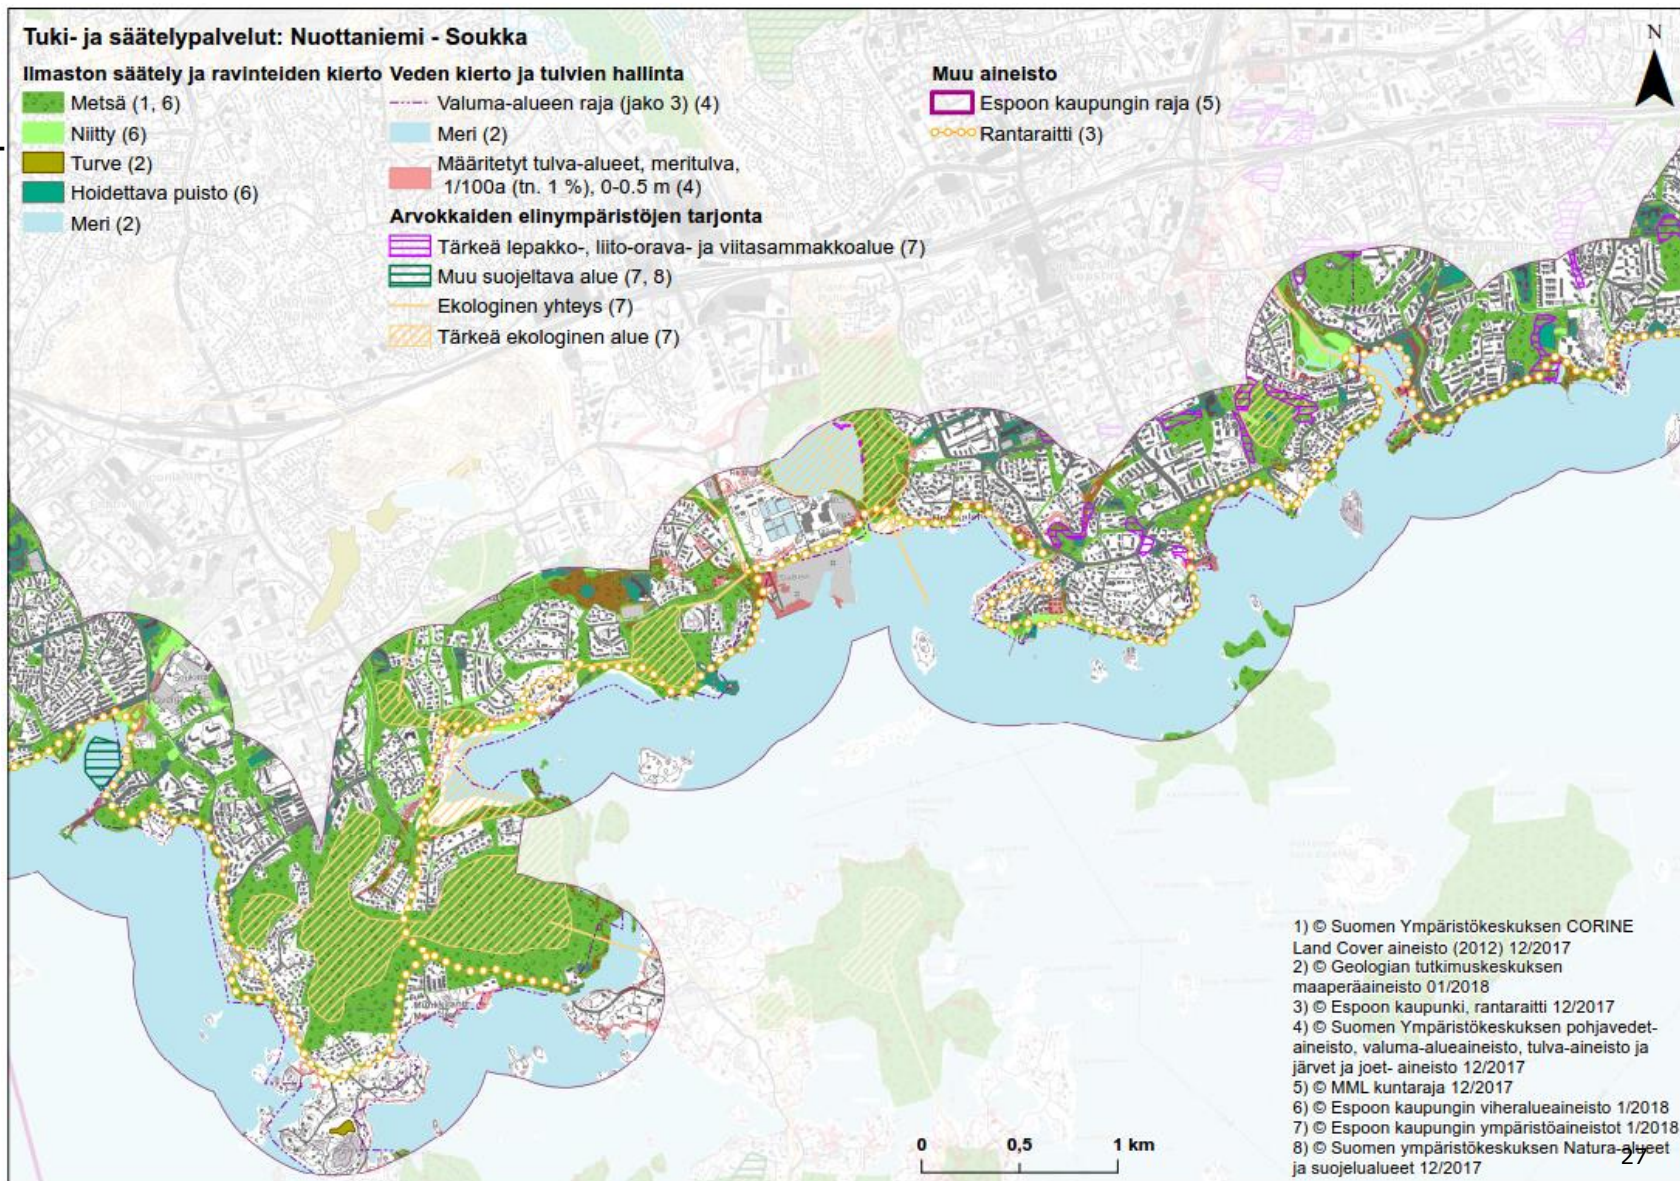 Tuki- ja säätelypalvelut: Nuottaniemi - Soukka
Ilmaston säätely ja ravinteiden kierto
Metsä (1, 6)
Niitty (6)
Turve (2)
Hoidettava puisto (6)
Meri (2)
Veden kierto ja tulvien hallinta
Valuma-alueen raja (jako 3) (4)
Meri (2)
Määritetyt tulva-alueet, meritulva,
1/100a (tn. 1 %), 0-0.5 m (4)
Arvokkaiden elinympäristöjen tarjonta
Tärkeä lepakko-, liito-orava- ja viitasammakkoalue (7)
Muu suojeltava alue (7, 8)
Ekologinen yhteys (7)
Tärkeä ekologinen alue (7)
Muu aineisto
Espoon kaupungin raja (5)
Rantaraitti (3)
N
0 0,5 1 km
1) © Suomen Ympäristökeskuksen CORINE
Land Cover aineisto (2012) 12/2017
2) © Geologian tutkimuskeskuksen
maaperäaineisto 01/2018
3) © Espoon kaupunki, rantaraitti 12/2017
4) © Suomen Ympäristökeskuksen pohjavedet-
aineisto, valuma-alueaineisto, tulva-aineisto ja
järvet ja joet- aineisto 12/2017
5) © MML kuntaraja 12/2017
6) © Espoon kaupungin viheralueaineisto 1/2018
7) © Espoon kaupungin ympäristöaineistot 1/2018
8) © Suomen ympäristökeskuksen Natura-alueet
ja suojelualueet 12/2017
27